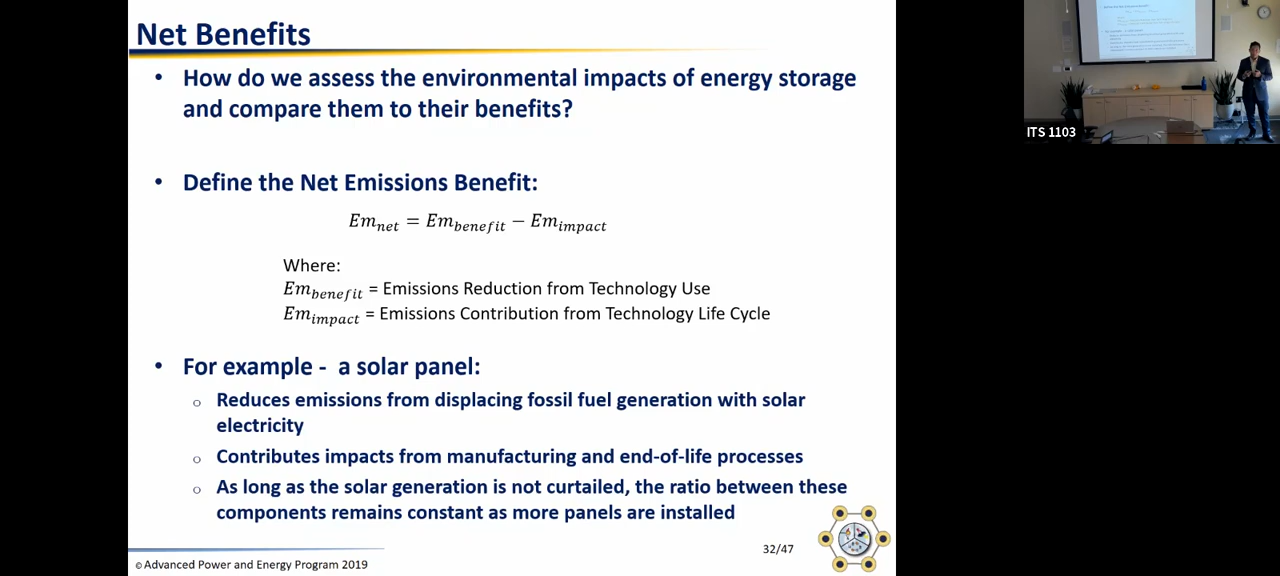 Net Benefits
• How do we assess the environmental impacts of energy storage
and compare them to their benefits?
• Define the Net Emissions Benefit:
Em_net = Em_benefit − Em_impact
Where:
Em_benefit = Emissions Reduction from Technology Use
Em_impact = Emissions Contribution from Technology Life Cycle
• For example - a solar panel:
o Reduces emissions from displacing fossil fuel generation with solar
electricity
o Contributes impacts from manufacturing and end-of-life processes
o As long as the solar generation is not curtailed, the ratio between these
components remains constant as more panels are installed
32/47
© Advanced Power and Energy Program 2019
ITS 1103